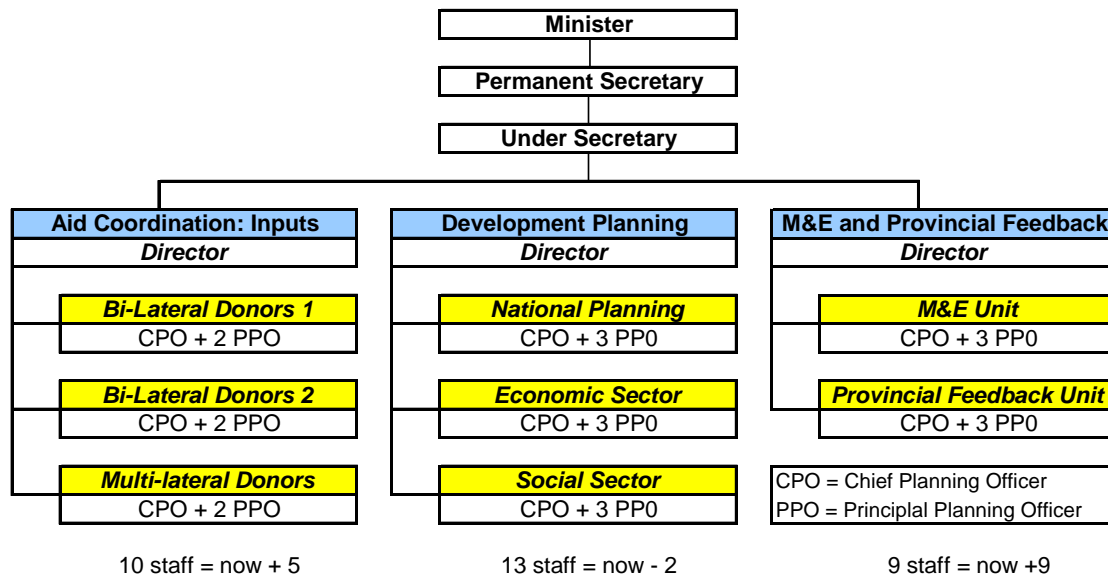 Minister
Permanent Secretary
Under Secretary
Aid Coordination: Inputs
Director
Bi-Lateral Donors 1
CPO + 2 PPO
Bi-Lateral Donors 2
CPO + 2 PPO
Multi-lateral Donors
CPO + 2 PPO
10 staff = now + 5
Development Planning
Director
National Planning
CPO + 3 PP0
Economic Sector
CPO + 3 PP0
Social Sector
CPO + 3 PP0
13 staff = now - 2
M&E and Provincial Feedback
Director
M&E Unit
CPO + 3 PP0
Provincial Feedback Unit
CPO + 3 PP0
CPO = Chief Planning Officer
PPO = Principlal Planning Officer
9 staff = now +9